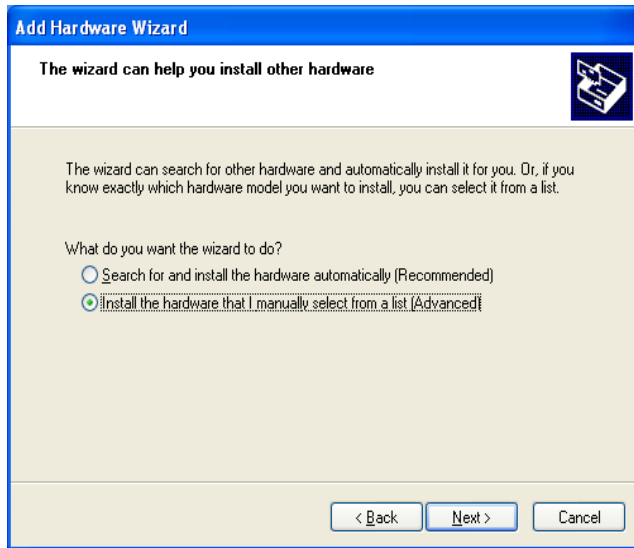 Add Hardware Wizard
The wizard can help you install other hardware
The wizard can search for other hardware and automatically install it for you. Or, if you
know exactly which hardware model you want to install, you can select it from a list.
What do you want the wizard to do?
Search for and install the hardware automatically (Recommended)
Install the hardware that I manually select from a list (Advanced)
< Back Next > Cancel